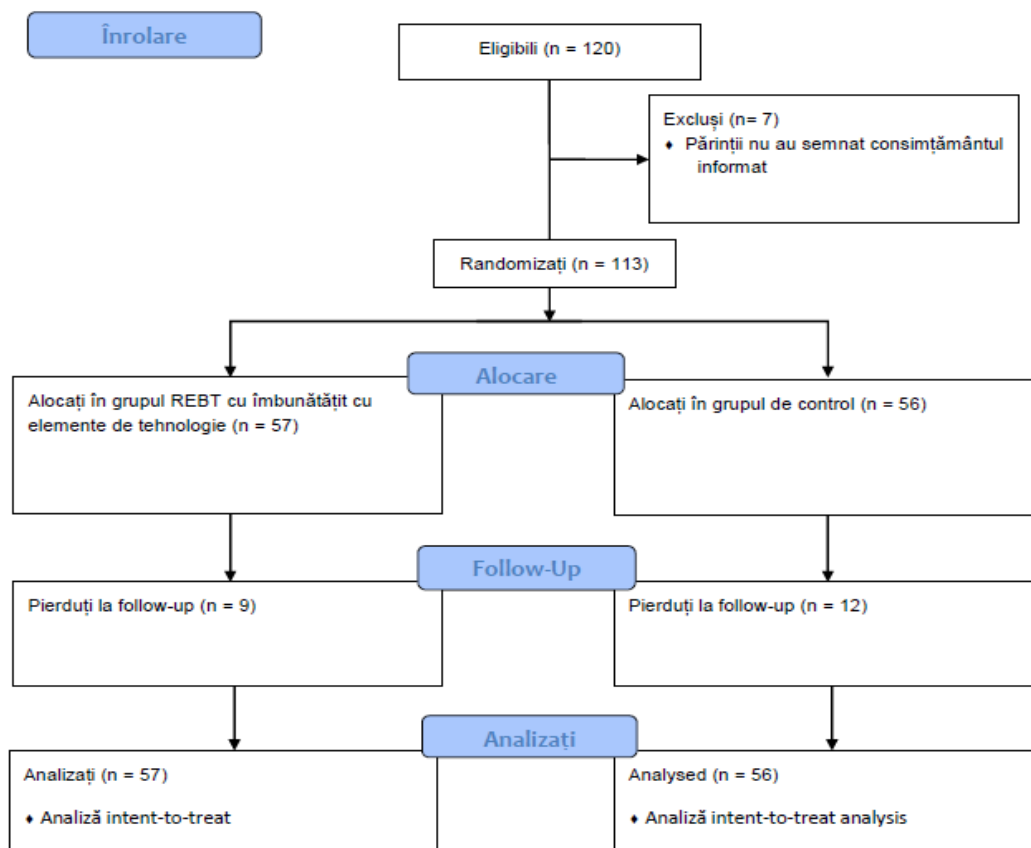 Înrolare
Eligibili (n = 120)
Excluși (n= 7)
♦ Părinții nu au semnat consimțământul
informat
Randomizați (n = 113)
Alocare
Alocați în grupul REBT cu îmbunătățit cu
elemente de tehnologie (n = 57)
Alocați în grupul de control (n = 56)
Follow-Up
Pierduți la follow-up (n = 9)
Pierduți la follow-up (n = 12)
Analizați
Analizați (n = 57)
♦ Analiză intent-to-treat
Analysed (n = 56)
♦ Analiză intent-to-treat analysis